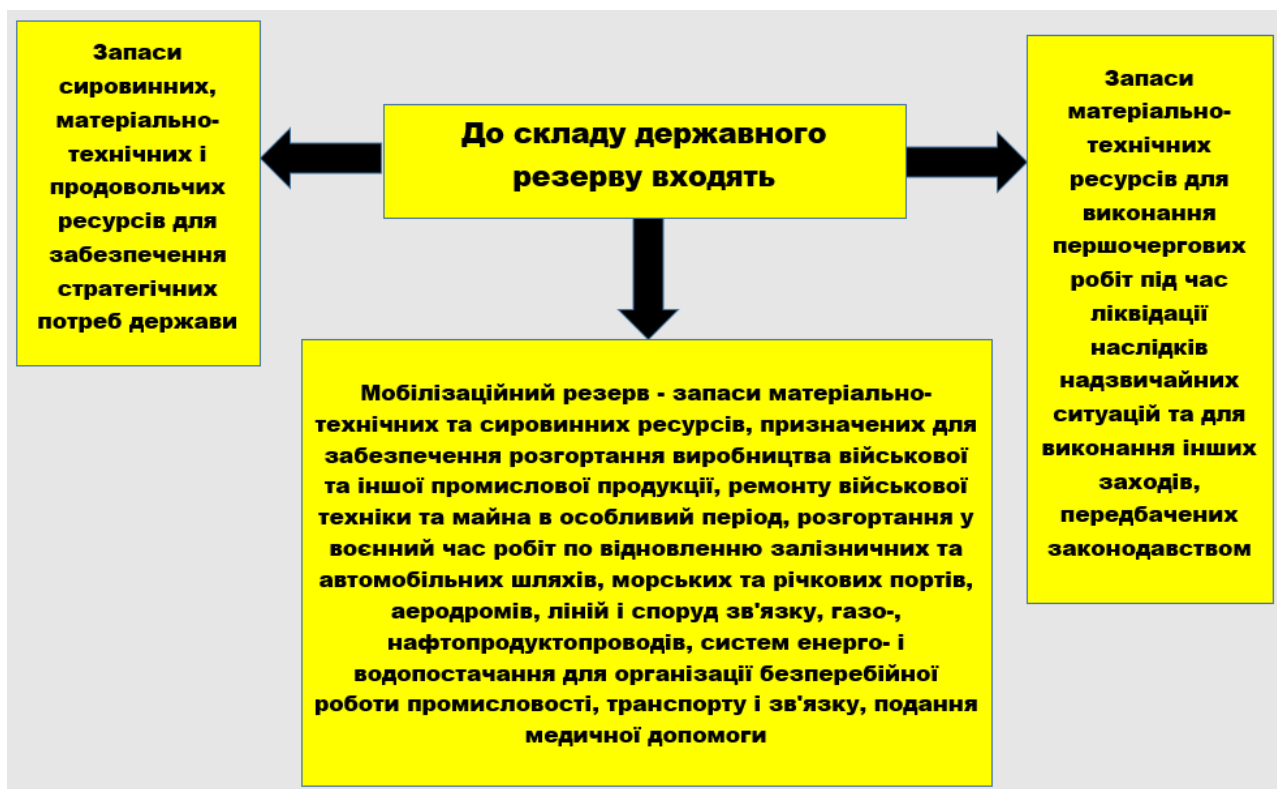 До складу державного
резерву входять
Запаси
сировинних,
матеріально-
технічних і
продовольчих
ресурсів для
забезпечення
стратегічних
потреб держави
Мобілізаційний резерв - запаси матеріально-
технічних та сировинних ресурсів, призначених для
забезпечення розгортання виробництва військової
та іншої промислової продукції, ремонту військової
техніки та майна в особливий період, розгортання у
воєнний час робіт по відновленню залізничних та
автомобільних шляхів, морських та річкових портів,
аеродромів, ліній і споруд зв'язку, газо-,
нафтопродуктопроводів, систем енерго- і
водопостачання для організації безперебійної
роботи промисловості, транспорту і зв'язку, подання
медичної допомоги
Запаси
матеріально-
технічних
ресурсів для
виконання
першочергових
робіт під час
ліквідації
наслідків
надзвичайних
ситуацій та для
виконання інших
заходів,
передбачених
законодавством